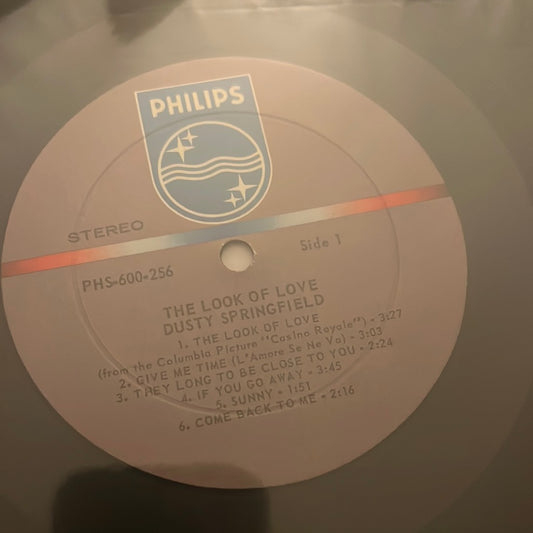 PHILIPS
STEREO
Side 1
PHS-600-256
THE LOOK OF LOVE
DUSTY SPRINGFIELD
1. THE LOOK OF LOVE
(from the Columbia Picture "Casino Royale") - 3:27
2. GIVE ME TIME (L'Amore Se Ne Va) - 3:03
3. THEY LONG TO BE CLOSE TO YOU - 2:24
4. IF YOU GO AWAY - 3:45
5. SUNNY - 1:51
6. COME BACK TO ME - 2:16